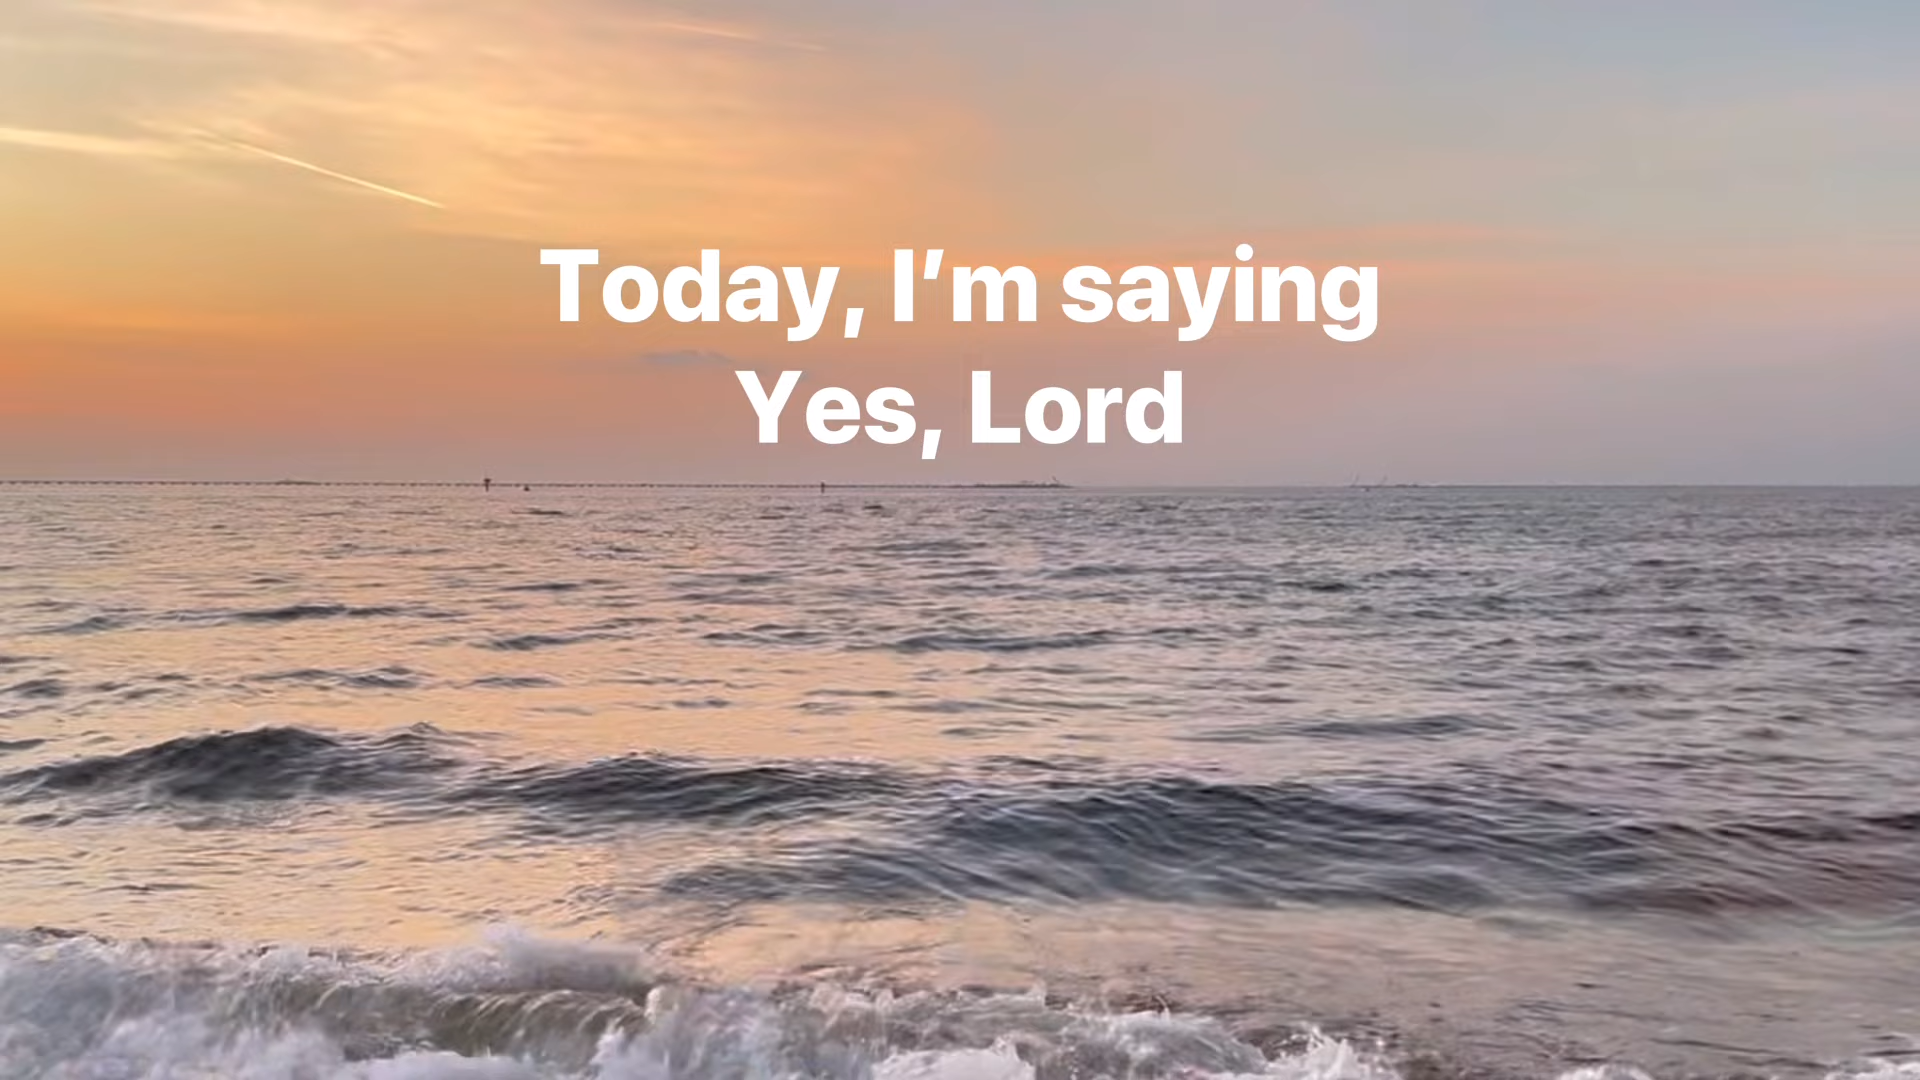 Today, I’m saying
Yes, Lord